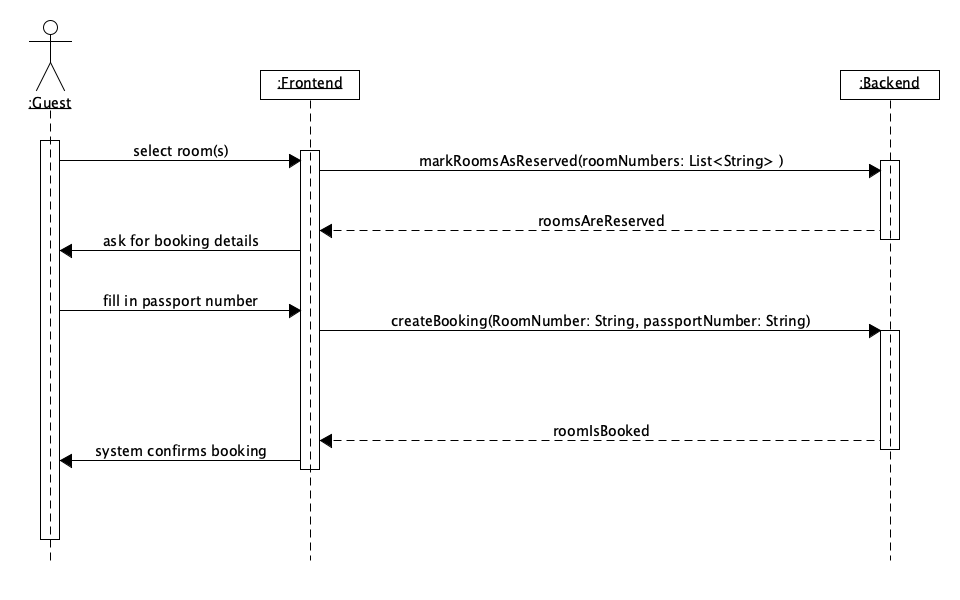 :Guest
:Frontend
:Backend
select room(s)
markRoomsAsReserved(roomNumbers: List<String> )
roomsAreReserved
ask for booking details
fill in passport number
createBooking(RoomNumber: String, passportNumber: String)
roomIsBooked
system confirms booking